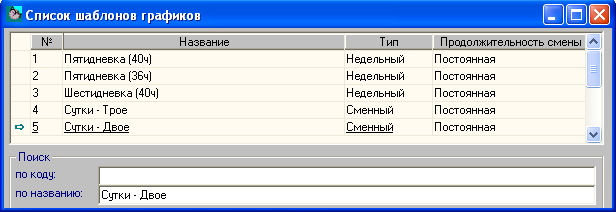 Список шаблонов графиков
№ Название Тип Продолжительность смены
1 Пятидневка (40ч) Недельный Постоянная
2 Пятидневка (36ч) Недельный Постоянная
3 Шестидневка (40ч) Недельный Постоянная
4 Сутки - Трое Сменный Постоянная
5 Сутки - Двое Сменный Постоянная
Поиск
по коду:
по названию: Сутки - Двое